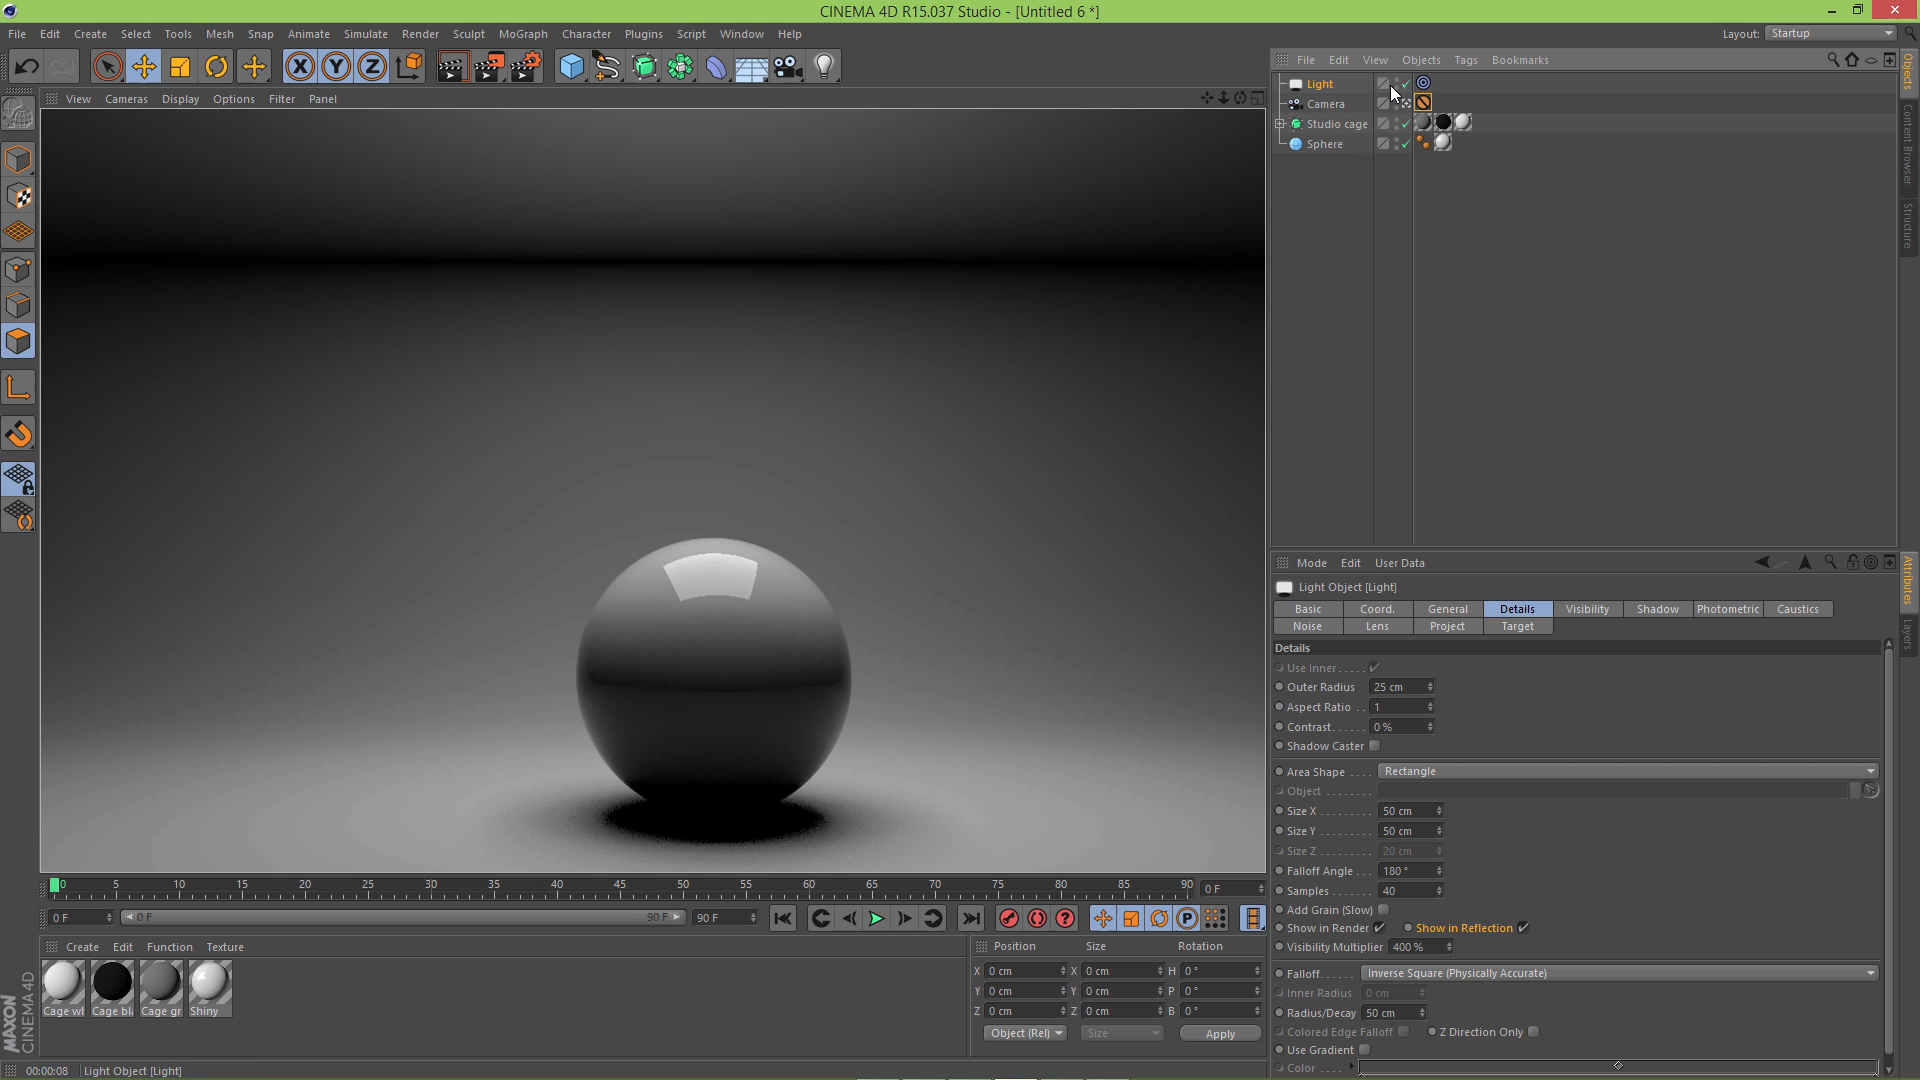 CINEMA 4D R15.037 Studio - [Untitled 6 *]
File Edit Create Select Tools Mesh Snap Animate Simulate Render Sculpt MoGraph Character Plugins Script Window Help
Layout: Startup
File Edit View Objects Tags Bookmarks
View Cameras Display Options Filter Panel
Light
Camera
Studio cage
Sphere
Objects
Content Browser
Structure
Mode Edit User Data
Light Object [Light]
Basic Coord. General Details Visibility Shadow Photometric Caustics
Noise Lens Project Target
Attributes
Layers
Details
Use Inner . . . . .
Outer Radius 25 cm
Aspect Ratio . . 1
Contrast . . . . . . 0 %
Shadow Caster
Area Shape . . . . Rectangle
Object . . . . . . . .
Size X . . . . . . . . . 50 cm
Size Y . . . . . . . . . 50 cm
Size Z . . . . . . . . . 20 cm
Falloff Angle . . . 180 °
Samples . . . . . . . 40
Add Grain (Slow)
Show in Render Show in Reflection
Visibility Multiplier 400 %
Falloff . . . . . Inverse Square (Physically Accurate)
Inner Radius 0 cm
Radius/Decay 50 cm
Colored Edge Falloff Z Direction Only
Use Gradient
Color . . . .
0 5 10 15 20 25 30 35 40 45 50 55 60 65 70 75 80 85 90 0 F
0 F 0 F 90 F 90 F
Create Edit Function Texture
Cage wl Cage bl Cage gr Shiny
Position Size Rotation
X 0 cm X 0 cm H 0 °
Y 0 cm Y 0 cm P 0 °
Z 0 cm Z 0 cm B 0 °
Object (Rel) Size Apply
MAXON
CINEMA 4D
00:00:08 Light Object [Light]